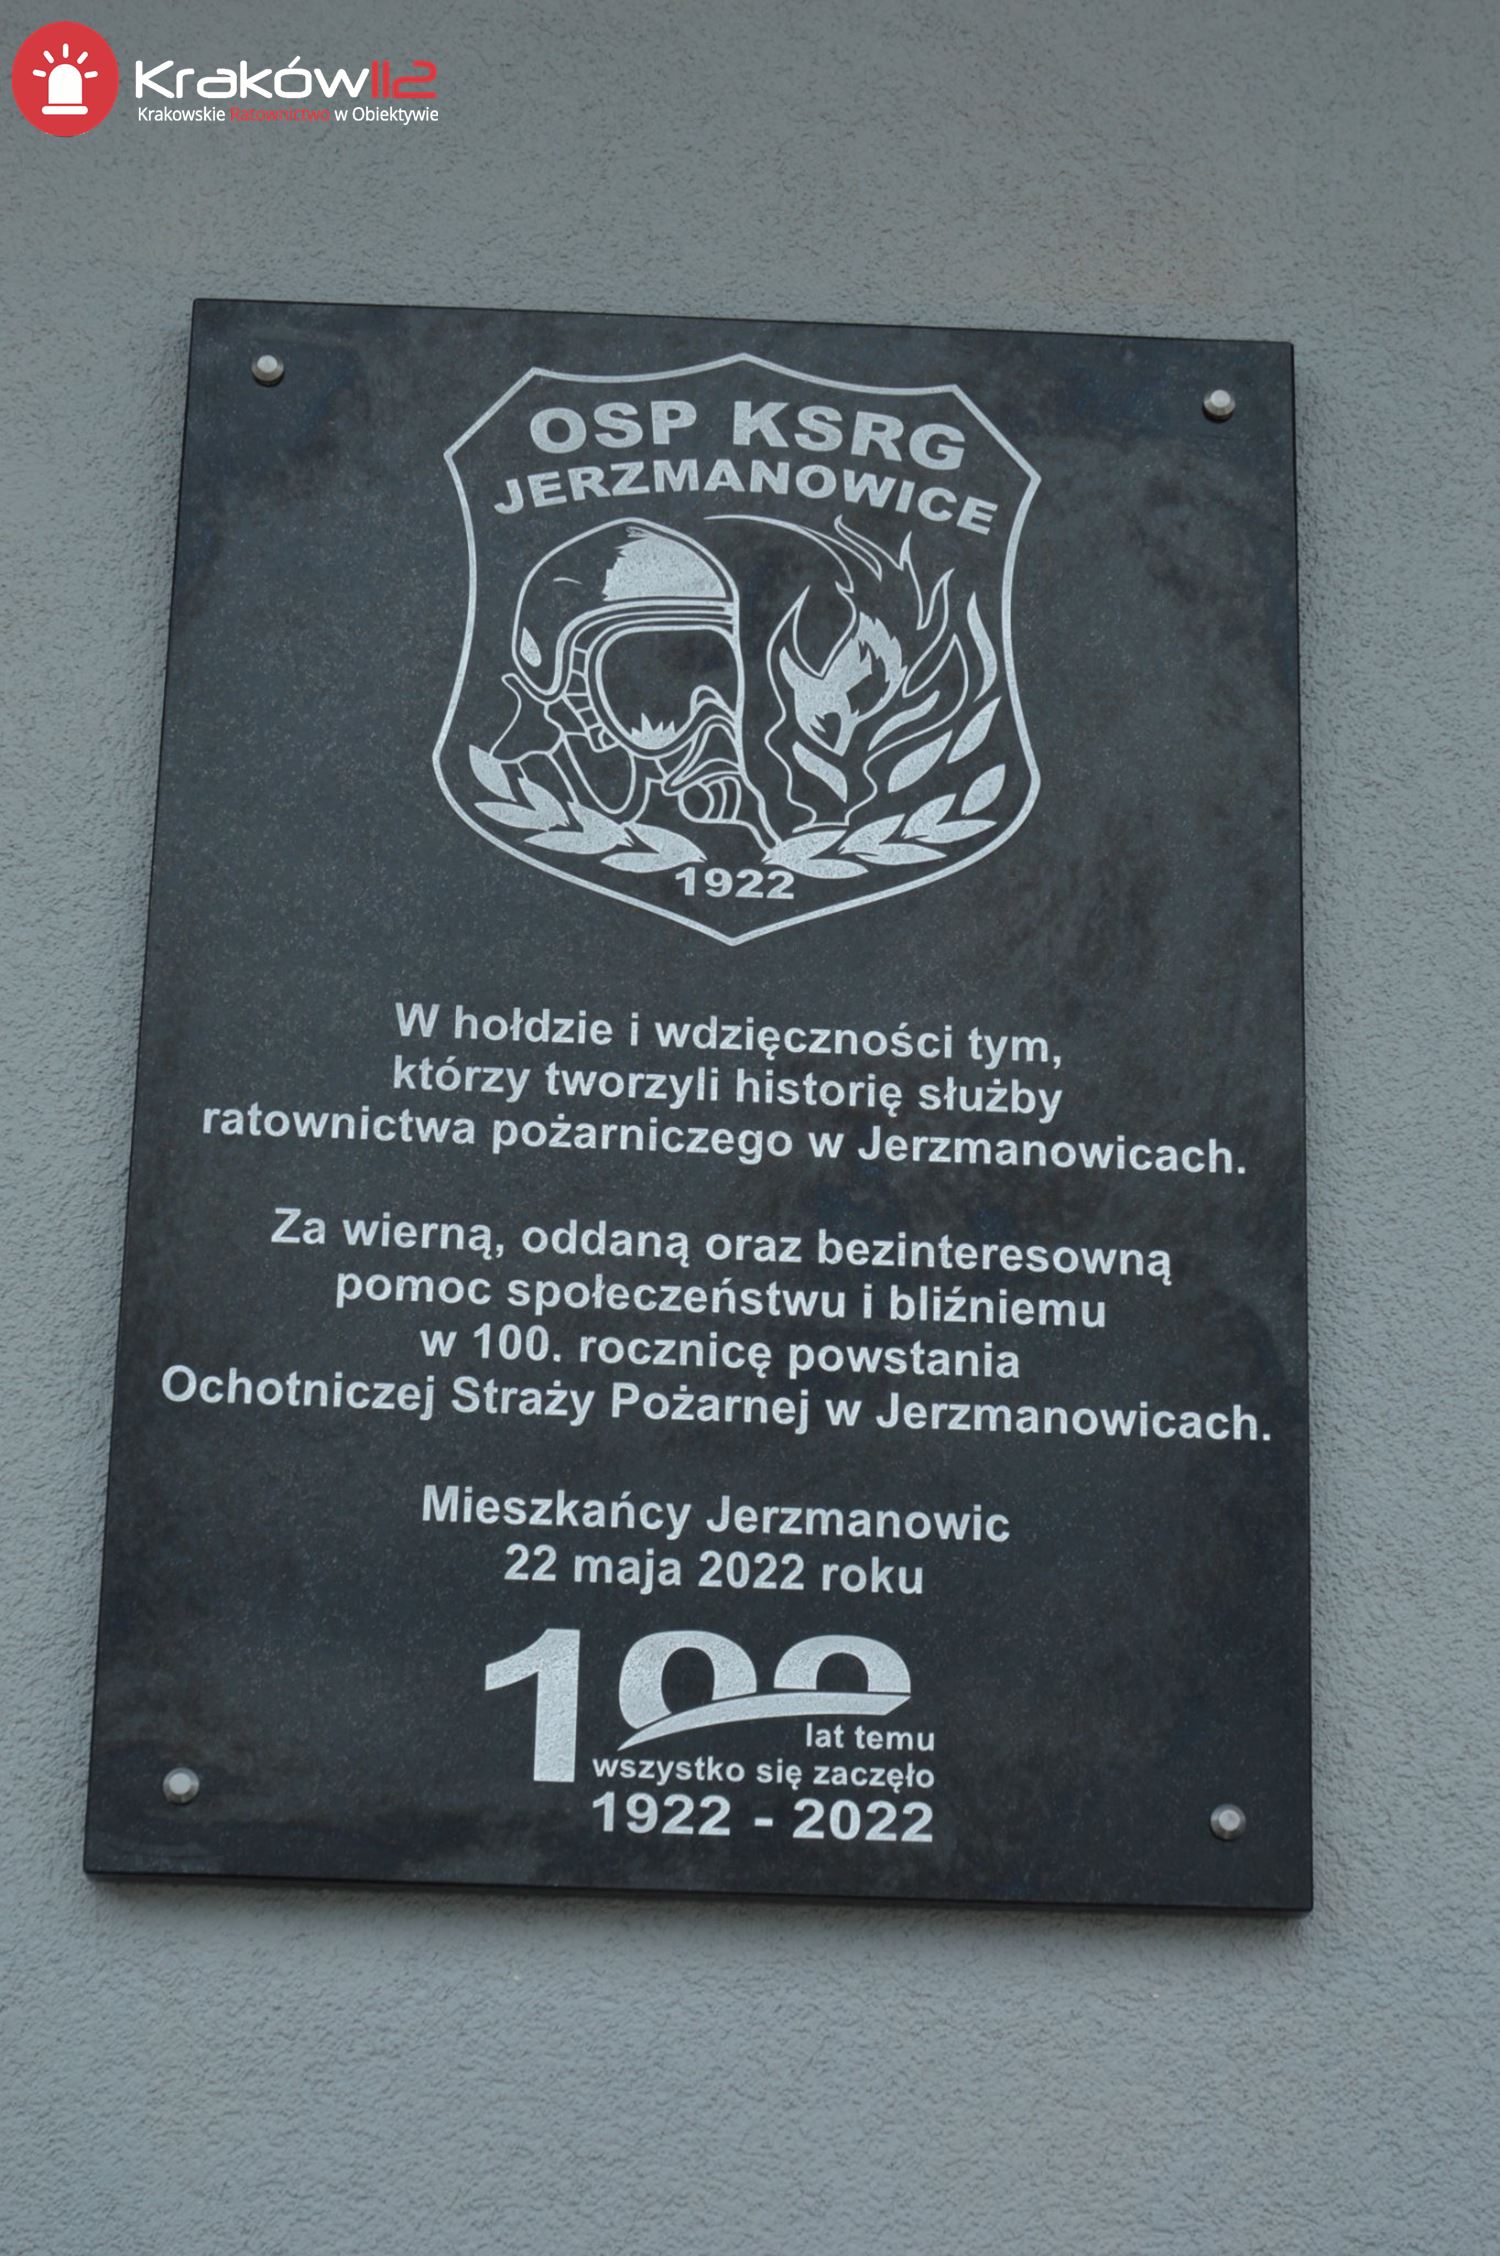 Kraków112
Krakowskie Ratownictwo w Obiektywie
OSP KSRG
JERZMANOWICE
1922
W hołdzie i wdzięczności tym,
którzy tworzyli historię służby
ratownictwa pożarniczego w Jerzmanowicach.
Za wierną, oddaną oraz bezinteresowną
pomoc społeczeństwu i bliźniemu
w 100. rocznicę powstania
Ochotniczej Straży Pożarnej w Jerzmanowicach.
Mieszkańcy Jerzmanowic
22 maja 2022 roku
100
lat temu
wszystko się zaczęło
1922 - 2022